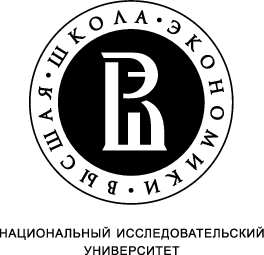 ВЫСШАЯ · ШКОЛА · ЭКОНОМИКИ ·
НАЦИОНАЛЬНЫЙ ИССЛЕДОВАТЕЛЬСКИЙ
УНИВЕРСИТЕТ